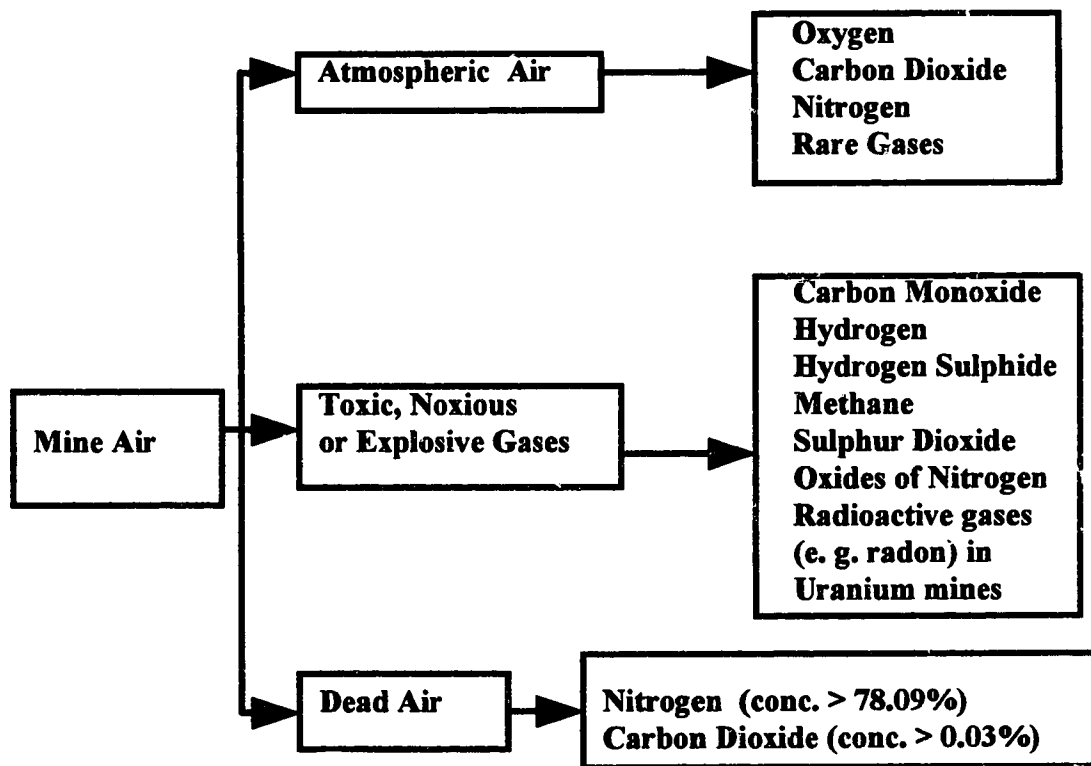 Mine Air
Atmospheric Air
Oxygen
Carbon Dioxide
Nitrogen
Rare Gases
Toxic, Noxious
or Explosive Gases
Carbon Monoxide
Hydrogen
Hydrogen Sulphide
Methane
Sulphur Dioxide
Oxides of Nitrogen
Radioactive gases
(e. g. radon) in
Uranium mines
Dead Air
Nitrogen (conc. > 78.09%)
Carbon Dioxide (conc. > 0.03%)